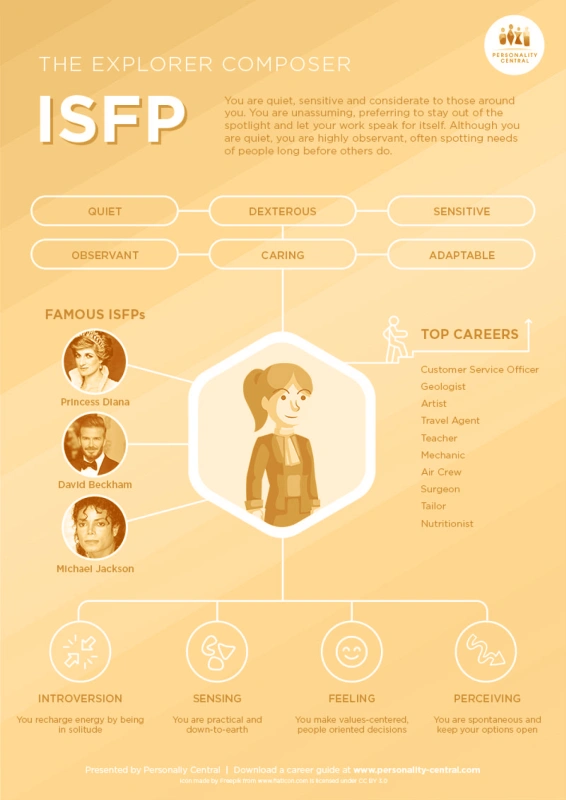 PERSONALITY
CENTRAL
THE EXPLORER COMPOSER
ISFP
You are quiet, sensitive and considerate to those around
you. You are unassuming, preferring to stay out of the
spotlight and let your work speak for itself. Although you
are quiet, you are highly observant, often spotting needs
of people long before others do.
QUIET
DEXTEROUS
SENSITIVE
OBSERVANT
CARING
ADAPTABLE
FAMOUS ISFPs
Princess Diana
David Beckham
Michael Jackson
TOP CAREERS
Customer Service Officer
Geologist
Artist
Travel Agent
Teacher
Mechanic
Air Crew
Surgeon
Tailor
Nutritionist
INTROVERSION
You recharge energy by being
in solitude
SENSING
You are practical and
down-to-earth
FEELING
You make values-centered,
people oriented decisions
PERCEIVING
You are spontaneous and
keep your options open
Presented by Personally Central | Download a career guide at www.personality-central.com
Icons made by Freepik from www.flaticon.com is licensed under CC BY 3.0